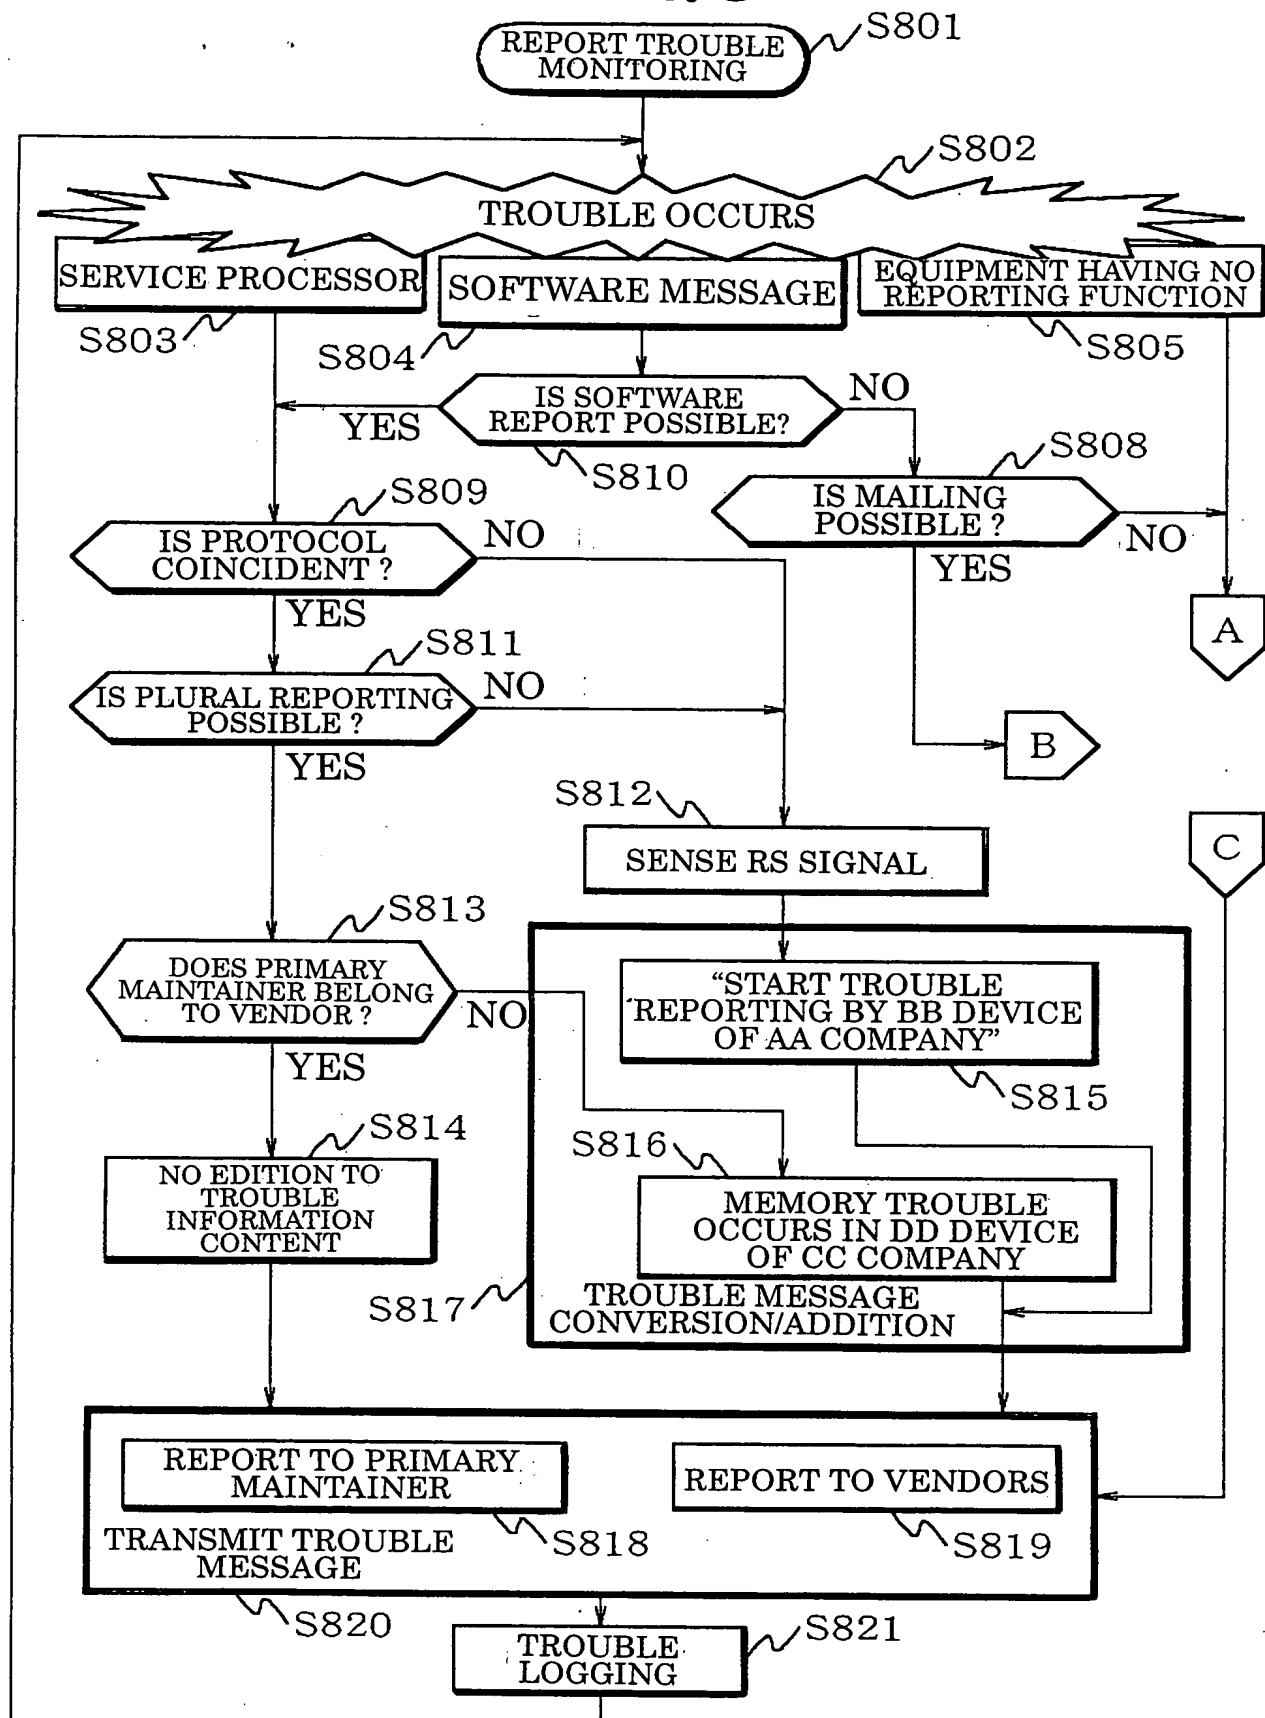 S801
REPORT TROUBLE
MONITORING
S802
TROUBLE OCCURS
SERVICE PROCESSOR
SOFTWARE MESSAGE
EQUIPMENT HAVING NO
REPORTING FUNCTION
S803
S804
S805
IS SOFTWARE
REPORT POSSIBLE?
YES
NO
S810
S808
IS MAILING
POSSIBLE ?
NO
YES
S809
IS PROTOCOL
COINCIDENT ?
NO
YES
A
S811
IS PLURAL REPORTING
POSSIBLE ?
NO
YES
B
S812
SENSE RS SIGNAL
C
S813
DOES PRIMARY
MAINTAINER BELONG
TO VENDOR ?
NO
YES
“START TROUBLE
REPORTING BY BB DEVICE
OF AA COMPANY”
S815
S814
NO EDITION TO
TROUBLE
INFORMATION
CONTENT
S816
MEMORY TROUBLE
OCCURS IN DD DEVICE
OF CC COMPANY
S817
TROUBLE MESSAGE
CONVERSION/ADDITION
REPORT TO PRIMARY
MAINTAINER
REPORT TO VENDORS
S818
S819
TRANSMIT TROUBLE
MESSAGE
S820
S821
TROUBLE
LOGGING